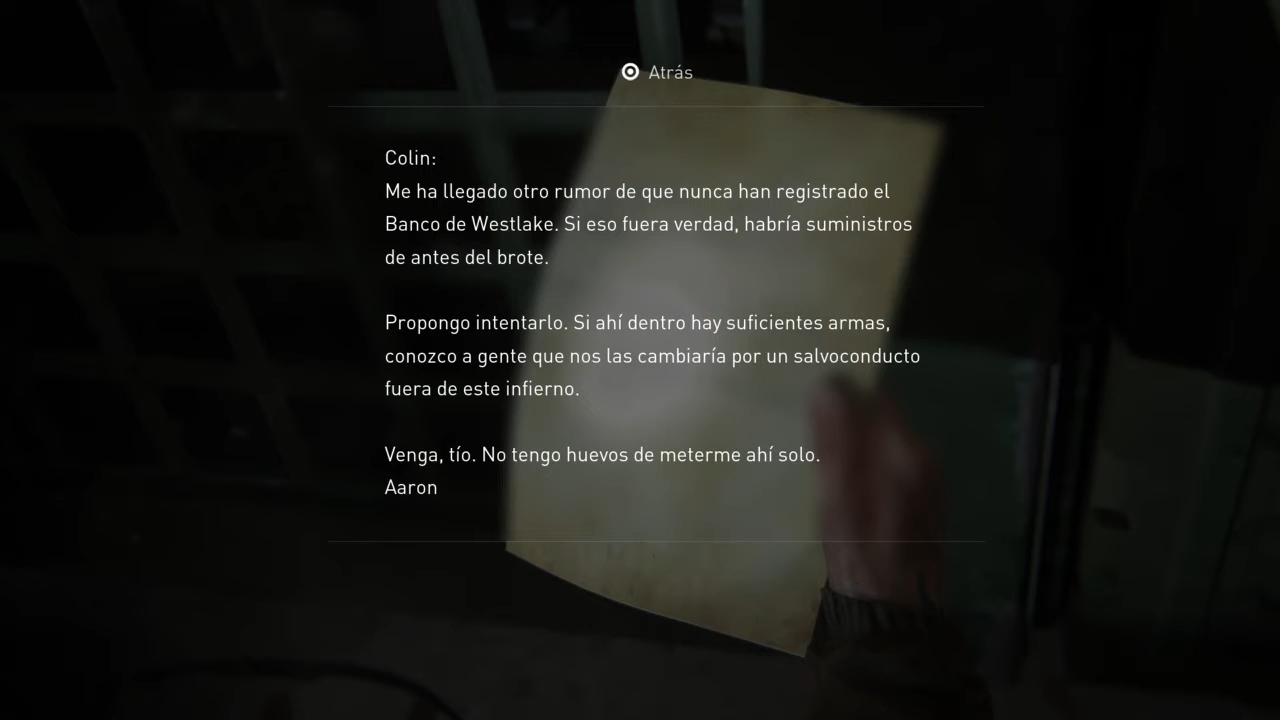 Atrás
Colin:
Me ha llegado otro rumor de que nunca han registrado el
Banco de Westlake. Si eso fuera verdad, habría suministros
de antes del brote.
Propongo intentarlo. Si ahí dentro hay suficientes armas,
conozco a gente que nos las cambiaría por un salvoconducto
fuera de este infierno.
Venga, tío. No tengo huevos de meterme ahí solo.
Aaron